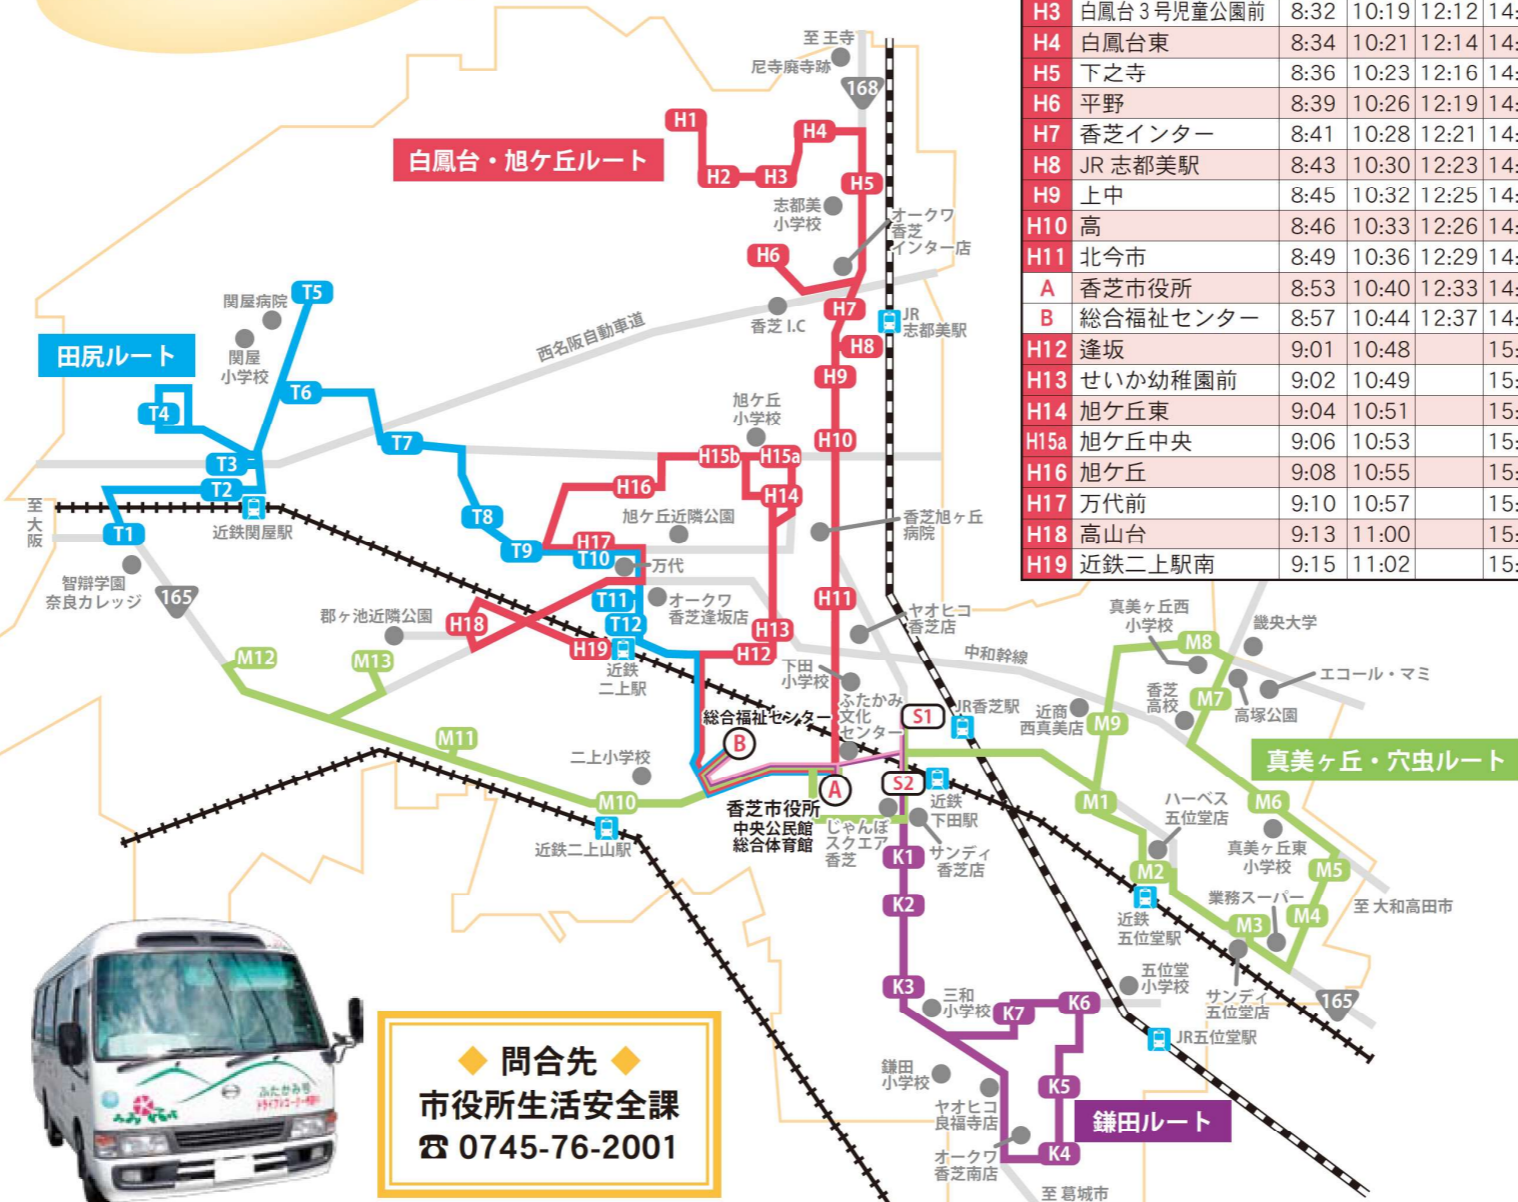 H3 白鳳台３号児童公園前 8:32 10:19 12:12 14:
H4 白鳳台東 8:34 10:21 12:14 14:
H5 下之寺 8:36 10:23 12:16 14:
H6 平野 8:39 10:26 12:19 14:
H7 香芝インター 8:41 10:28 12:21 14:
H8 JR 志都美駅 8:43 10:30 12:23 14:
H9 上中 8:45 10:32 12:25 14:
H10 高 8:46 10:33 12:26 14:
H11 北今市 8:49 10:36 12:29 14:
A 香芝市役所 8:53 10:40 12:33 14:
B 総合福祉センター 8:57 10:44 12:37 14:
H12 逢坂 9:01 10:48 15:
H13 せいか幼稚園前 9:02 10:49 15:
H14 旭ケ丘東 9:04 10:51 15:
H15a 旭ケ丘中央 9:06 10:53 15:
H16 旭ケ丘 9:08 10:55 15:
H17 万代前 9:10 10:57 15:
H18 高山台 9:13 11:00 15:
H19 近鉄二上駅南 9:15 11:02 15:
至 王寺
尼寺廃寺跡
168
白鳳台・旭ケ丘ルート
H1
H2
H3
H4
H5
志都美
小学校
オークワ
香芝
インター店
H6
香芝 I.C
H7
JR
志都美駅
H8
H9
西名阪自動車道
関屋病院
T5
関屋
小学校
田尻ルート
T4
T6
T3
T7
T2
近鉄関屋駅
至
大
阪
T1
智辯学園
奈良カレッジ
165
T8
T9
旭ケ丘
小学校
H10
H15b
H15a
H16
H14
旭ケ丘近隣公園
香芝旭ヶ丘
病院
H17
T10
万代
T11
オークワ
香芝逢坂店
T12
郡ヶ池近隣公園
H18
H19
近鉄
二上駅
H11
H13
H12
ヤオヒコ
香芝店
中和幹線
下田
小学校
ふたかみ
文化
センター
S1
JR香芝駅
総合福祉センター
B
A
S2
近鉄
下田駅
香芝市役所
中央公民館
総合体育館
じゃんぼ
スクエア
香芝
サンディ
香芝店
M12
M13
M11
二上小学校
M10
近鉄二上山駅
真美ヶ丘西
小学校
畿央大学
M8
エコール・マミ
香芝
高校
M7
高塚公園
近商
西真美店
M9
真美ヶ丘・穴虫ルート
M1
ハーベス
五位堂店
M6
真美ヶ丘東
小学校
M2
M5
業務スーパー
至 大和高田市
近鉄
五位堂駅
M3
M4
サンディ
五位堂店
165
K1
K2
K3
三和
小学校
K7
K6
五位堂
小学校
JR五位堂駅
鎌田
小学校
K5
ヤオヒコ
良福寺店
鎌田ルート
オークワ
香芝南店
K4
至 葛城市
◆ 問合先 ◆
市役所生活安全課
☎ 0745-76-2001
ふたかみ号